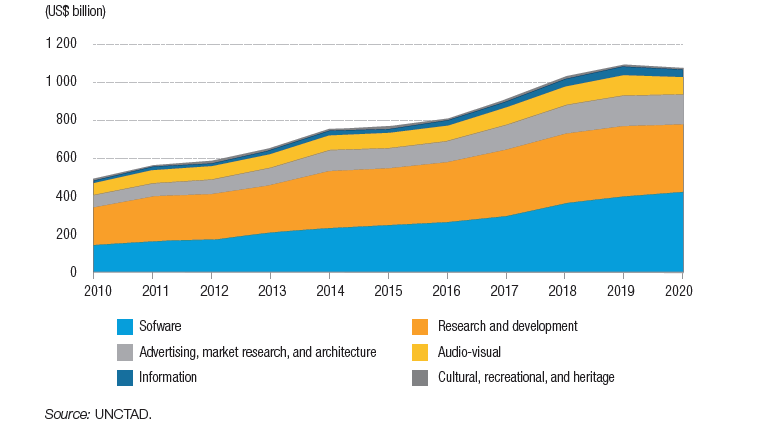 (US$ billion)
1 200
1 000
800
600
400
200
0
2010 2011 2012 2013 2014 2015 2016 2017 2018 2019 2020
Sofware Research and development
Advertising, market research, and architecture Audio-visual
Information Cultural, recreational, and heritage
Source: UNCTAD.